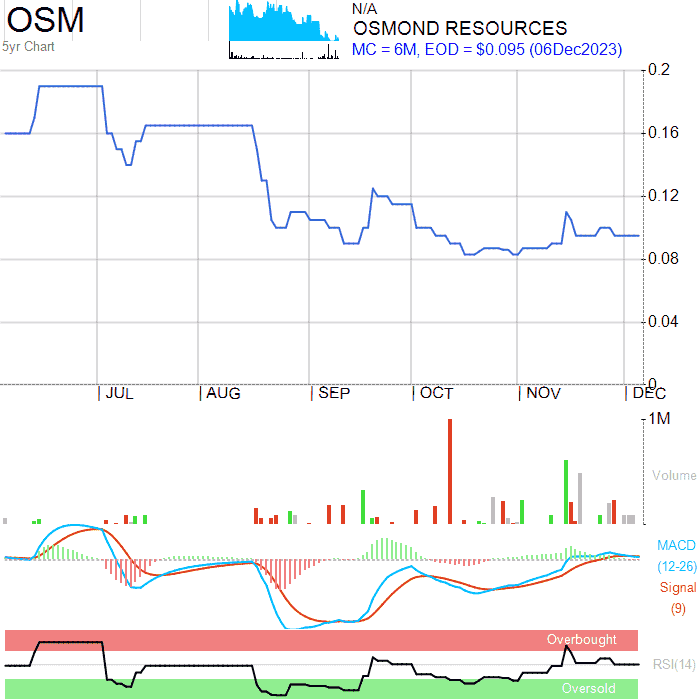 OSM
5yr Chart
N/A
OSMOND RESOURCES
MC = 6M, EOD = $0.095 (06Dec2023)
0.2
0.16
0.12
0.08
0.04
0
JUL AUG SEP OCT NOV DEC
1M
Volume
MACD
(12-26)
Signal
(9)
Overbought
RSI(14)
Oversold